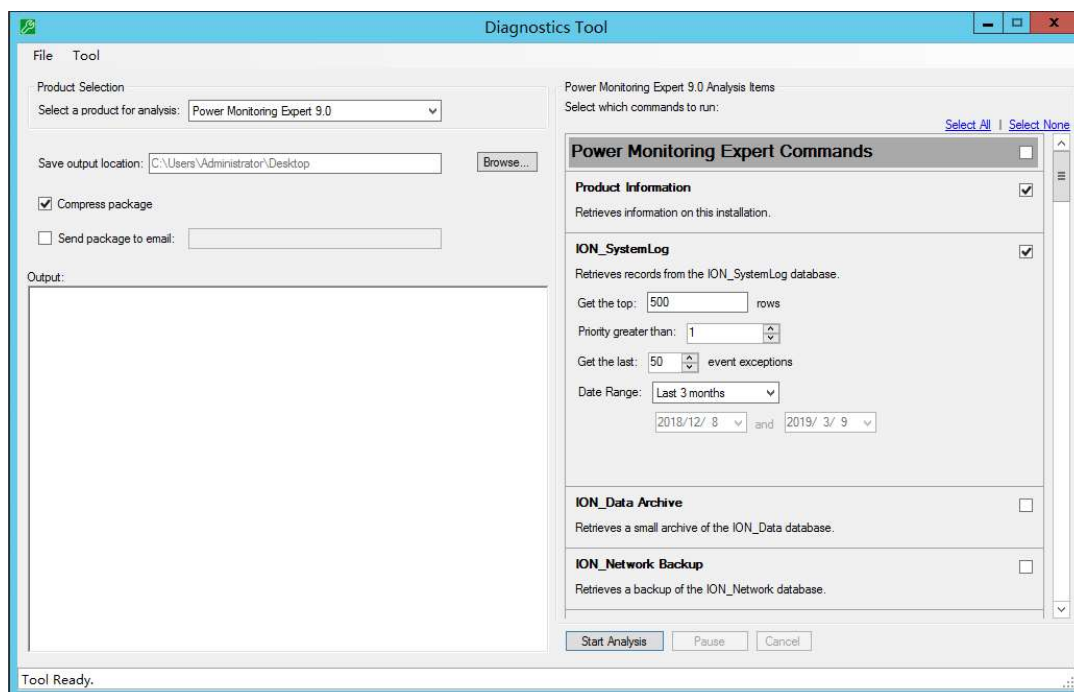 Diagnostics Tool
File Tool
Product Selection
Select a product for analysis: Power Monitoring Expert 9.0
Save output location: C:\Users\Administrator\Desktop Browse...
Compress package
Send package to email:
Output:
Power Monitoring Expert 9.0 Analysis Items
Select which commands to run:
Select All | Select None
Power Monitoring Expert Commands
Product Information
Retrieves information on this installation.
ION_SystemLog
Retrieves records from the ION_SystemLog database.
Get the top: 500 rows
Priority greater than: 1
Get the last: 50 event exceptions
Date Range: Last 3 months
2018/12/ 8 and 2019/ 3/ 9
ION_Data Archive
Retrieves a small archive of the ION_Data database.
ION_Network Backup
Retrieves a backup of the ION_Network database.
Start Analysis Pause Cancel
Tool Ready.